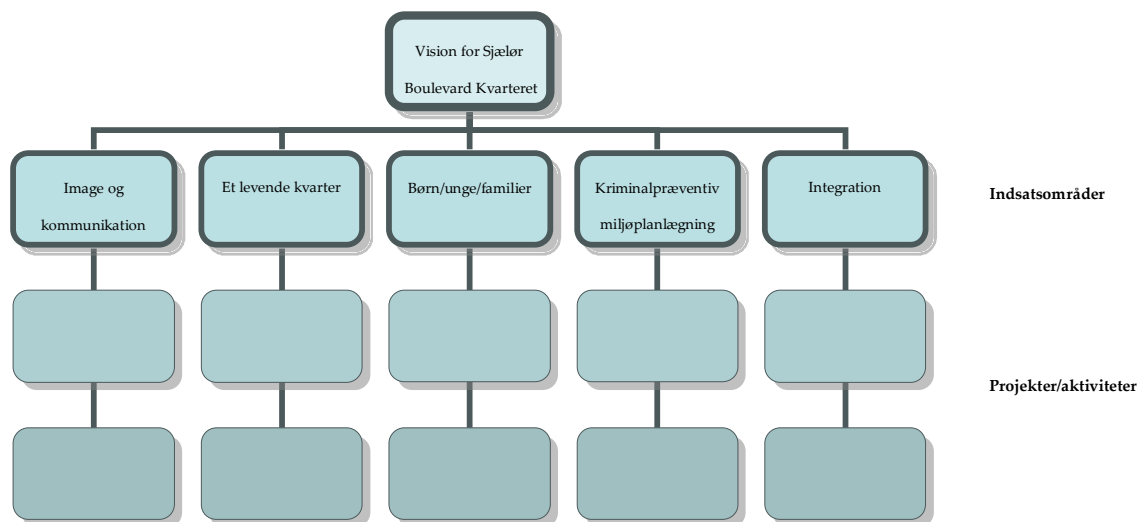 Vision for Sjælør
Boulevard Kvarteret
Image og
kommunikation
Et levende kvarter
Børn/unge/familier
Kriminalpræventiv
miljøplanlægning
Integration
Indsatsområder
Projekter/aktiviteter